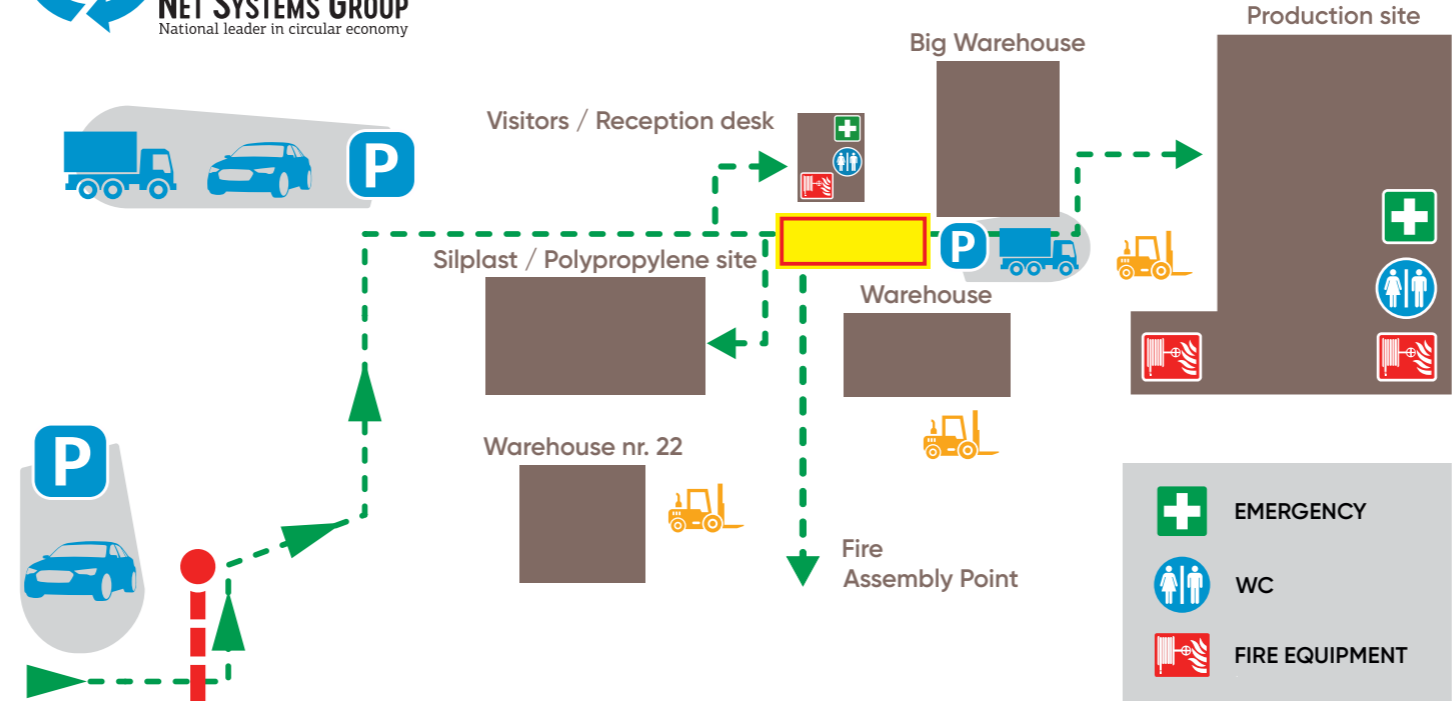 NET SYSTEMS GROUP
National leader in circular economy
Production site
Big Warehouse
Visitors / Reception desk
P
Silplast / Polypropylene site
P
Warehouse
P
Warehouse nr. 22
Fire
Assembly Point
EMERGENCY
WC
FIRE EQUIPMENT